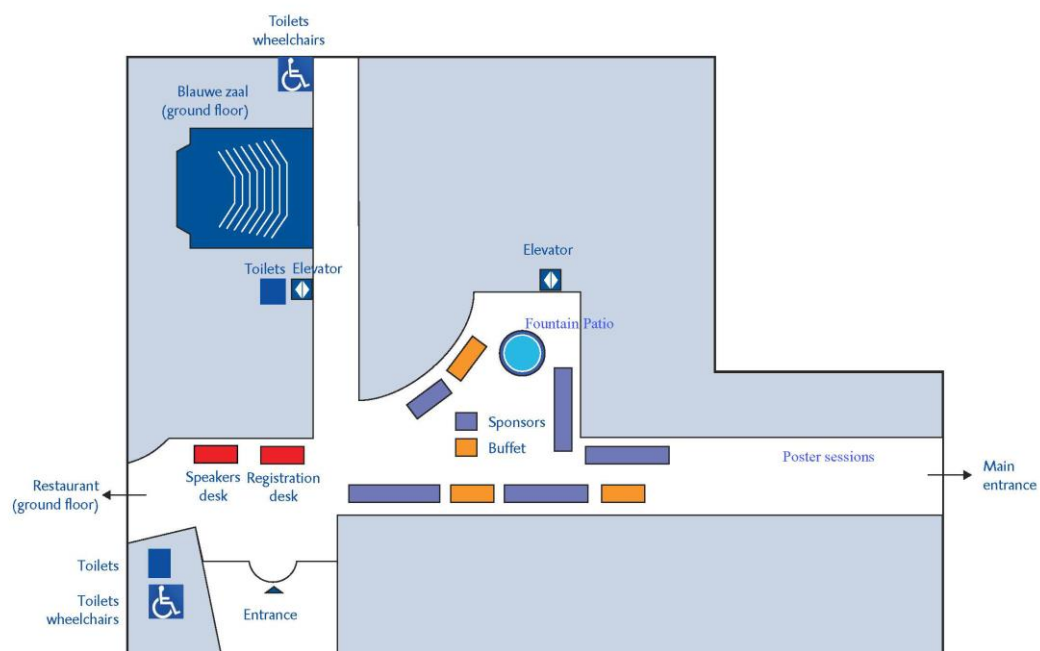 Toilets
wheelchairs
Blauwe zaal
(ground floor)
Toilets
Elevator
Elevator
Fountain Patio
Sponsors
Buffet
Speakers
desk
Registration
desk
Poster sessions
Main
entrance
Restaurant
(ground floor)
Toilets
Toilets
wheelchairs
Entrance